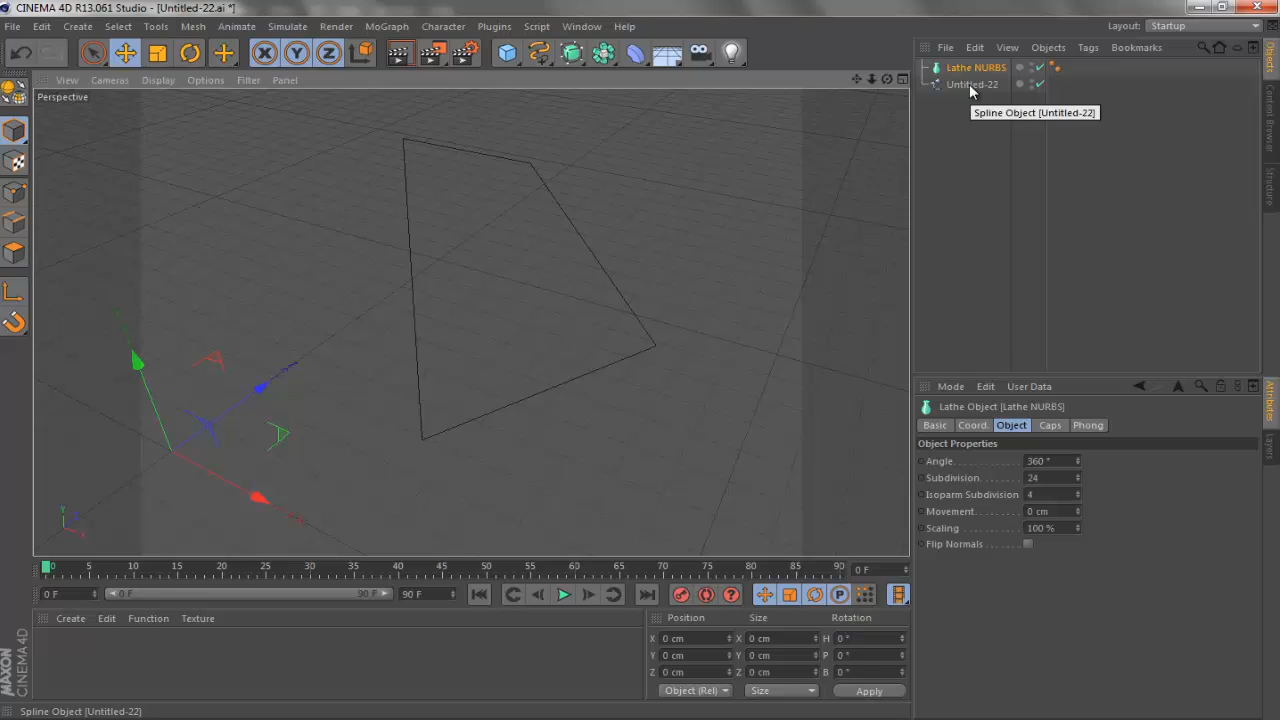 CINEMA 4D R13.061 Studio - [Untitled-22.ai *]
File Edit Create Select Tools Mesh Animate Simulate Render MoGraph Character Plugins Script Window Help
Layout: Startup
File Edit View Objects Tags Bookmarks
View Cameras Display Options Filter Panel
Perspective
Lathe NURBS
Untitled-22
Spline Object [Untitled-22]
Objects
Content Browser
Structure
Mode Edit User Data
Lathe Object [Lathe NURBS]
Basic Coord. Object Caps Phong
Object Properties
Angle 360 °
Subdivision 24
Isoparm Subdivision 4
Movement 0 cm
Scaling 100 %
Flip Normals
Attributes
Layers
Y
Z
X
0 5 10 15 20 25 30 35 40 45 50 55 60 65 70 75 80 85 90 0 F
0 F 0 F 90 F 90 F
Create Edit Function Texture
Position Size Rotation
X 0 cm X 0 cm H 0 °
Y 0 cm Y 0 cm P 0 °
Z 0 cm Z 0 cm B 0 °
Object (Rel) Size Apply
MAXON CINEMA 4D
Spline Object [Untitled-22]